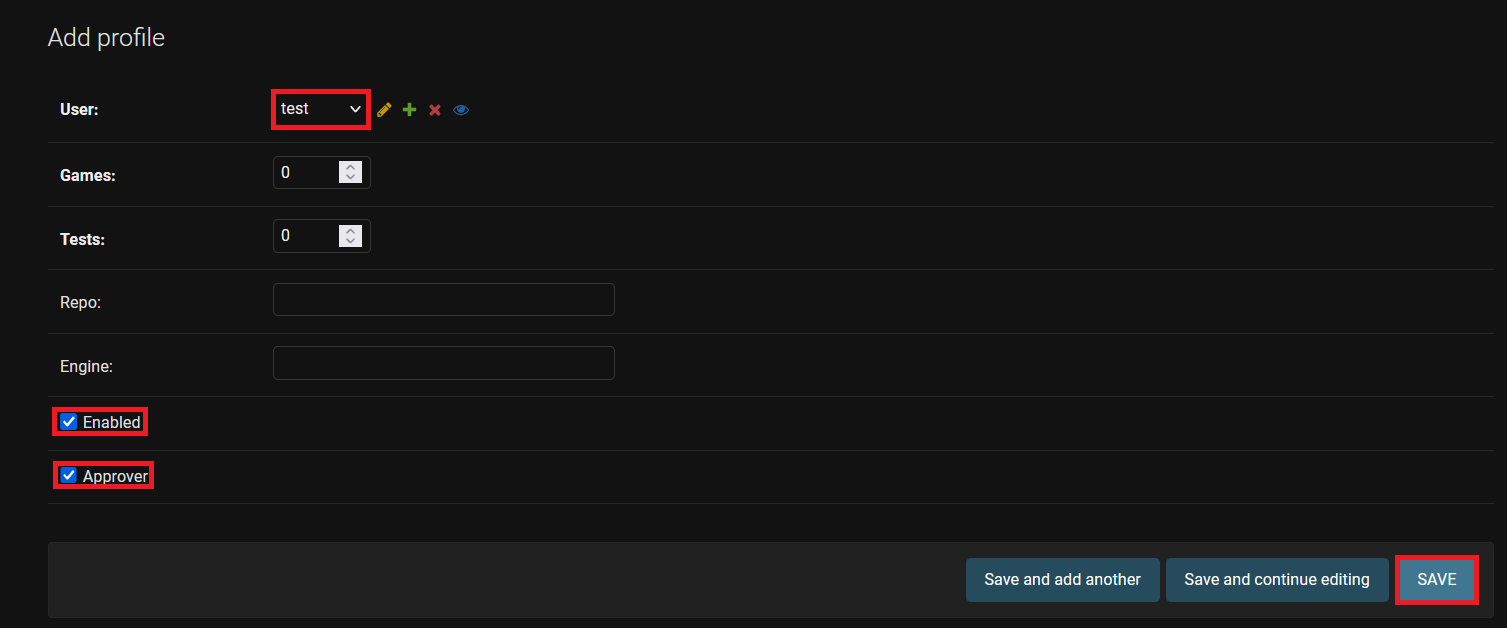 Add profile
User: test
Games: 0
Tests: 0
Repo:
Engine:
Enabled
Approver
Save and add another Save and continue editing SAVE